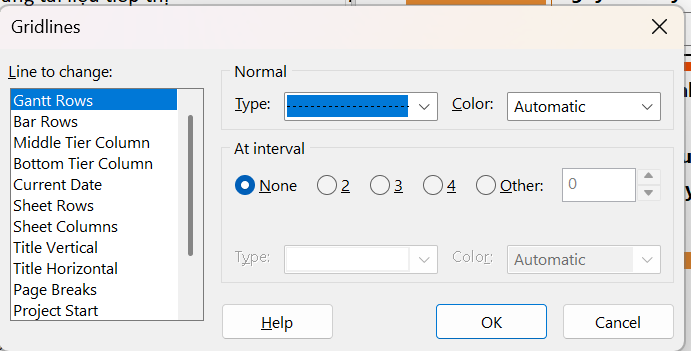 Gridlines
Line to change:
Gantt Rows
Bar Rows
Middle Tier Column
Bottom Tier Column
Current Date
Sheet Rows
Sheet Columns
Title Vertical
Title Horizontal
Page Breaks
Project Start
Normal
Type:
Color: Automatic
At interval
None 2 3 4 Other: 0
Type:
Color: Automatic
Help OK Cancel